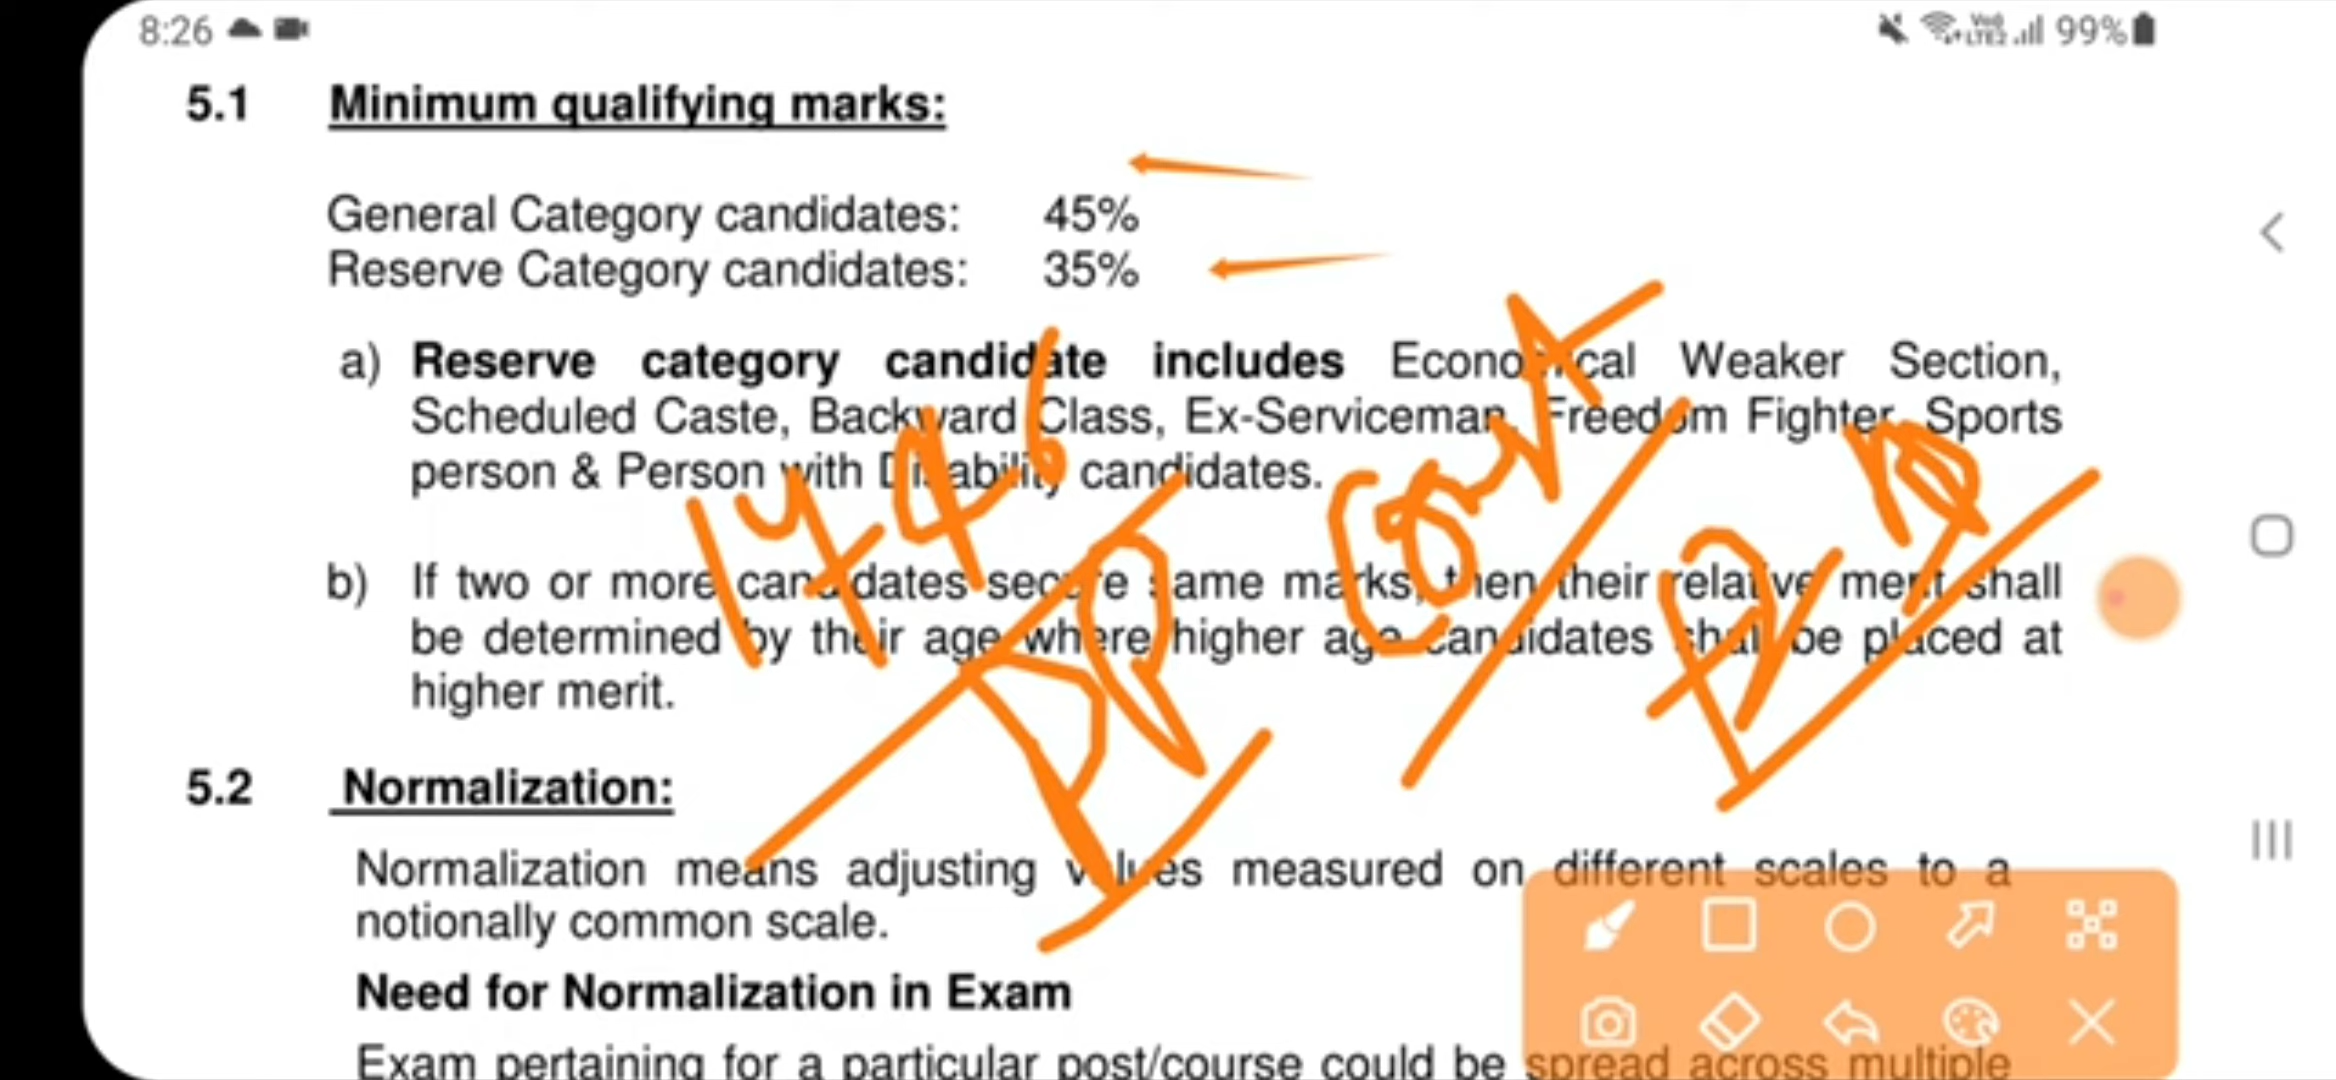 8:26
99%
5.1 Minimum qualifying marks:
General Category candidates: 45%
Reserve Category candidates: 35%
a) Reserve category candidate includes Economical Weaker Section,
Scheduled Caste, Backward Class, Ex-Serviceman, Freedom Fighter, Sports
person & Person with Disability candidates.
b) If two or more candidates secure same marks, then their relative merit shall
be determined by their age where higher age candidates shall be placed at
higher merit.
5.2 Normalization:
Normalization means adjusting values measured on different scales to a
notionally common scale.
Need for Normalization in Exam
Exam pertaining for a particular post/course could be spread across multiple